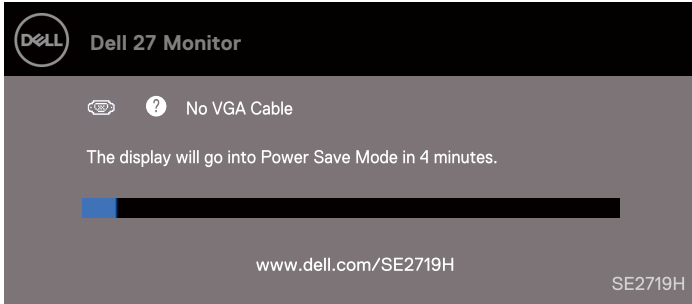 DELL
Dell 27 Monitor
? No VGA Cable
The display will go into Power Save Mode in 4 minutes.
www.dell.com/SE2719H
SE2719H